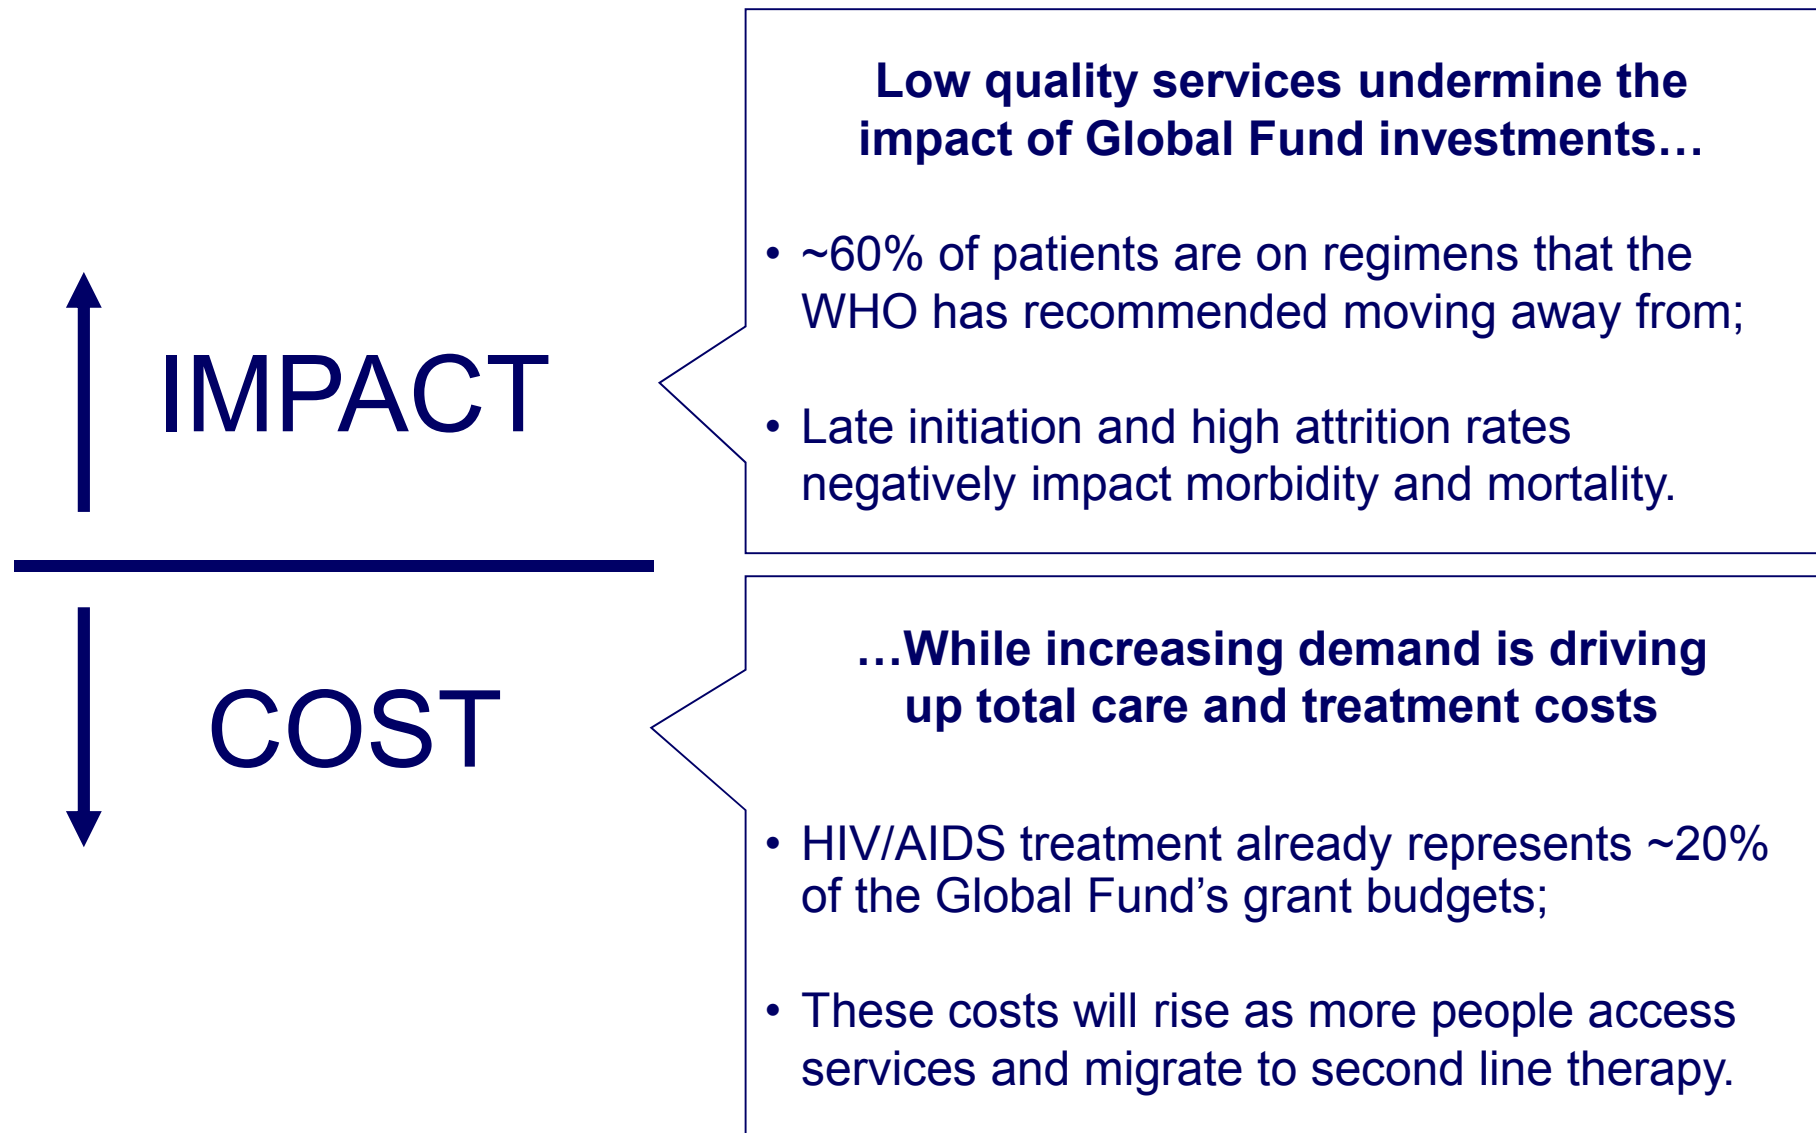 IMPACT
Low quality services undermine the
impact of Global Fund investments…
• ~60% of patients are on regimens that the
WHO has recommended moving away from;
• Late initiation and high attrition rates
negatively impact morbidity and mortality.
COST
…While increasing demand is driving
up total care and treatment costs
• HIV/AIDS treatment already represents ~20%
of the Global Fund’s grant budgets;
• These costs will rise as more people access
services and migrate to second line therapy.